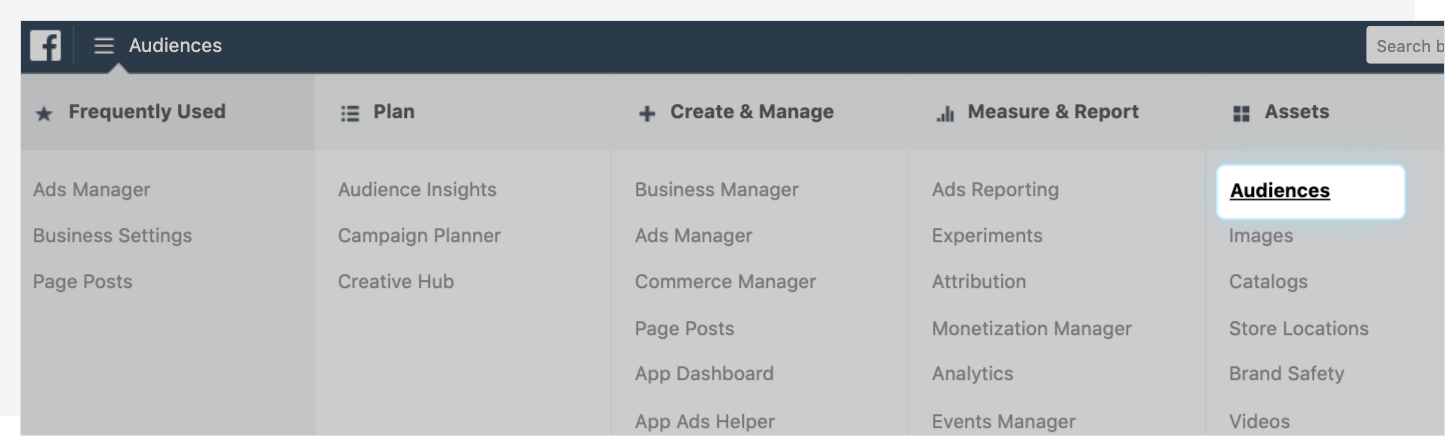 Audiences
Search b
Frequently Used
Ads Manager
Business Settings
Page Posts
Plan
Audience Insights
Campaign Planner
Creative Hub
Create & Manage
Business Manager
Ads Manager
Commerce Manager
Page Posts
App Dashboard
App Ads Helper
Measure & Report
Ads Reporting
Experiments
Attribution
Monetization Manager
Analytics
Events Manager
Assets
Audiences
Images
Catalogs
Store Locations
Brand Safety
Videos